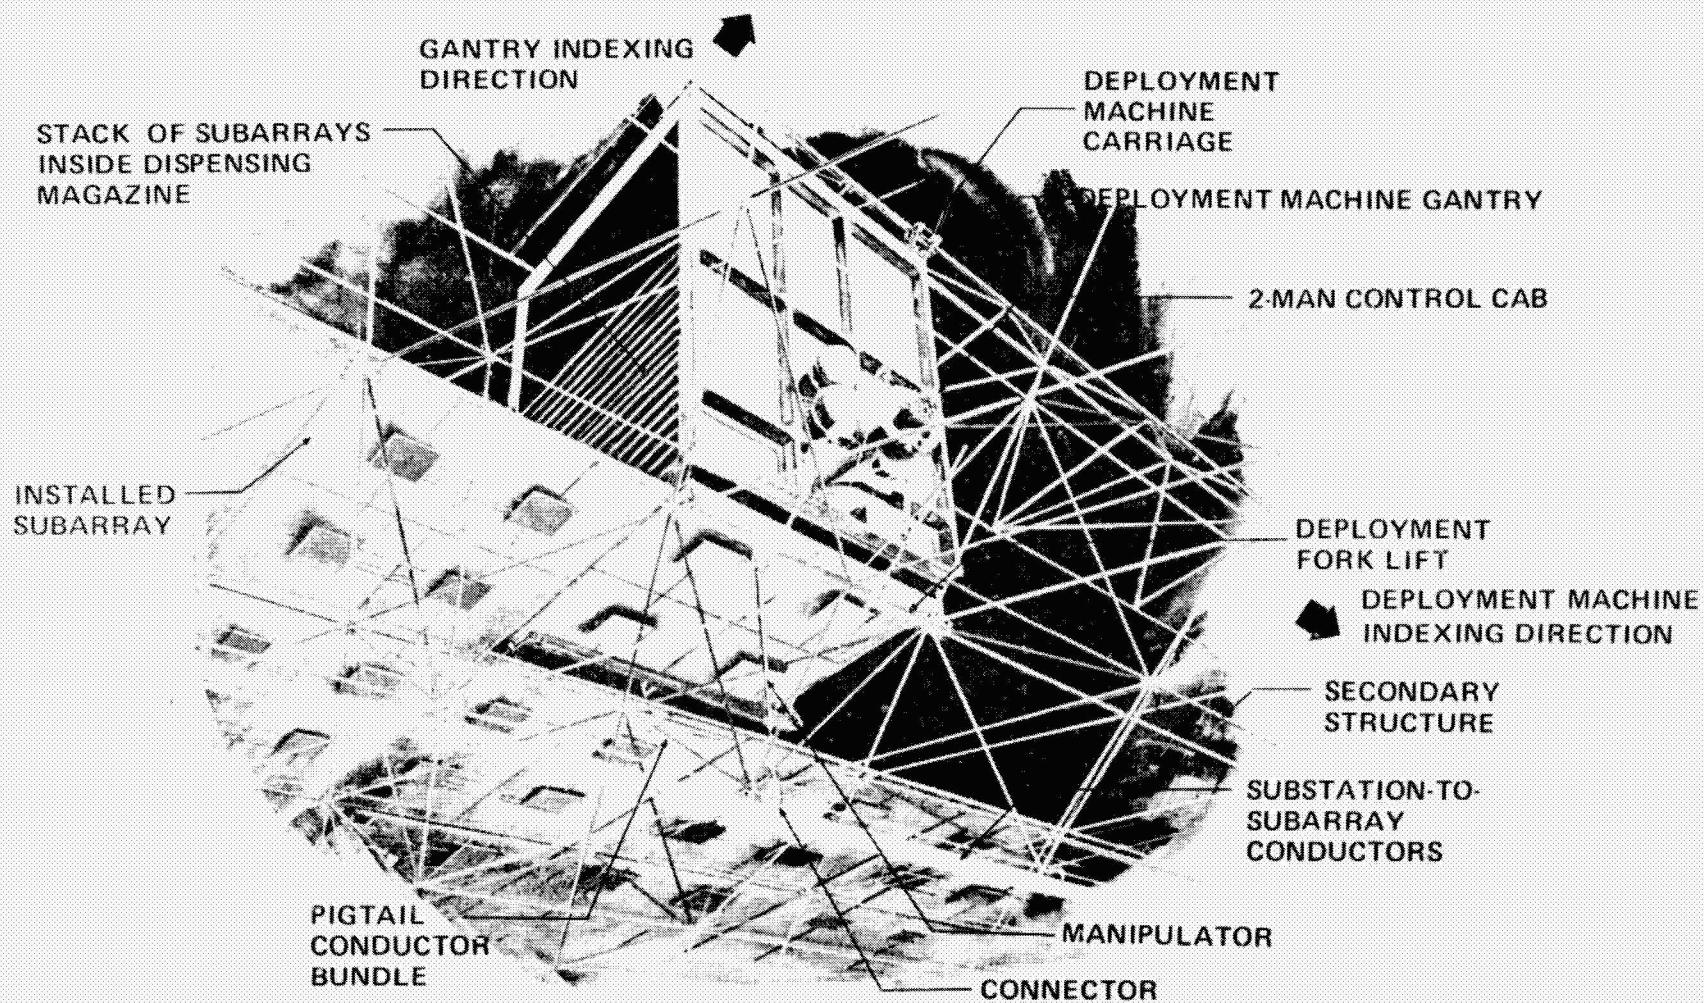 GANTRY INDEXING
DIRECTION
DEPLOYMENT
MACHINE
CARRIAGE
STACK OF SUBARRAYS
INSIDE DISPENSING
MAGAZINE
DEPLOYMENT MACHINE GANTRY
2-MAN CONTROL CAB
INSTALLED
SUBARRAY
DEPLOYMENT
FORK LIFT
DEPLOYMENT MACHINE
INDEXING DIRECTION
SECONDARY
STRUCTURE
SUBSTATION-TO-
SUBARRAY
CONDUCTORS
PIGTAIL
CONDUCTOR
BUNDLE
MANIPULATOR
CONNECTOR